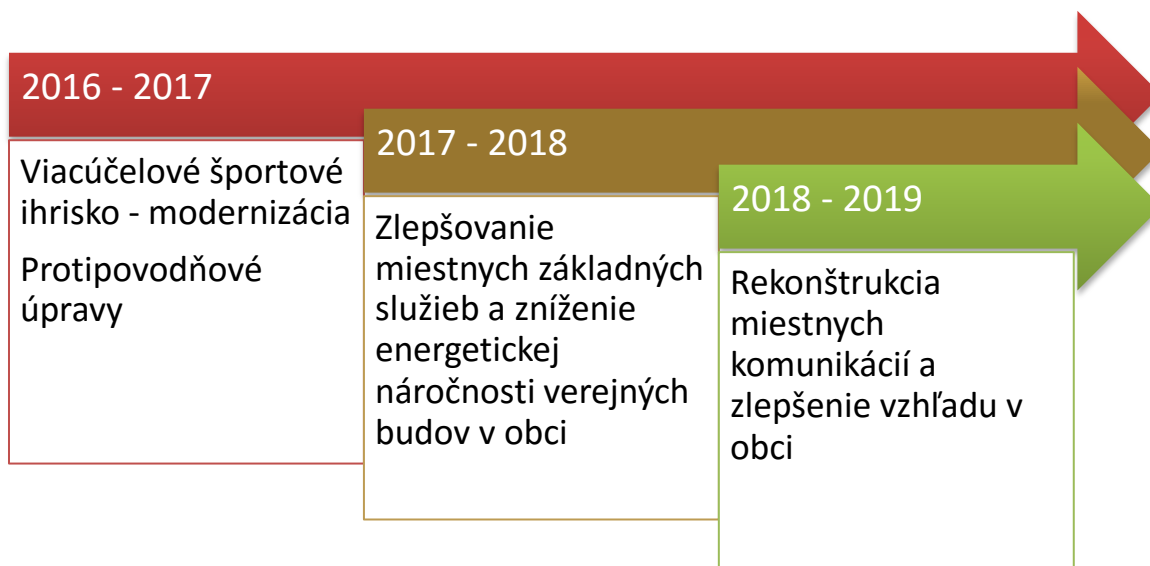 2016 - 2017
Viacúčelové športové
ihrisko - modernizácia
Protipovodňové
úpravy
2017 - 2018
Zlepšovanie
miestnych základných
služieb a zníženie
energetickej
náročnosti verejných
budov v obci
2018 - 2019
Rekonštrukcia
miestnych
komunikácií a
zlepšenie vzhľadu v
obci